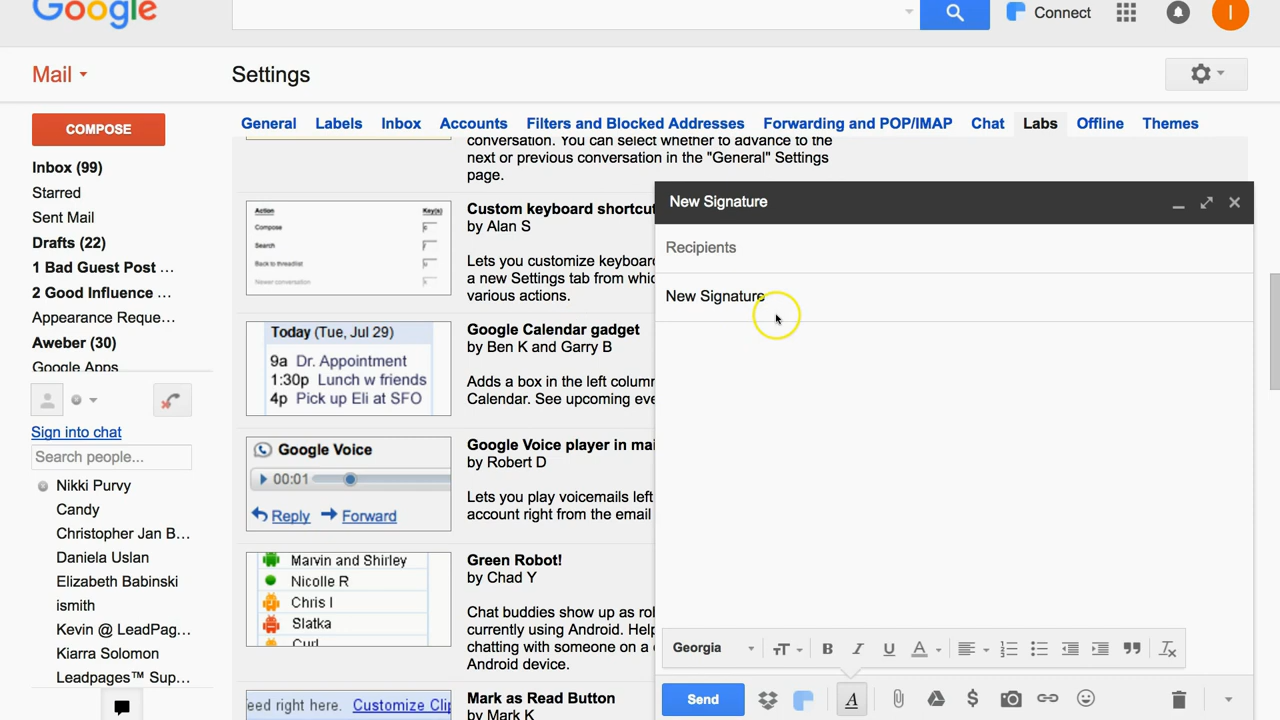 Google
Connect
I
Mail
Settings
COMPOSE
General Labels Inbox Accounts Filters and Blocked Addresses Forwarding and POP/IMAP Chat Labs Offline Themes
Inbox (99)
Starred
Sent Mail
Drafts (22)
1 Bad Guest Post ...
2 Good Influence ...
Appearance Reque...
Aweber (30)
Google Apps
Sign into chat
Search people...
Nikki Purvy
Candy
Christopher Jan B...
Daniela Uslan
Elizabeth Babinski
ismith
Kevin @ LeadPag...
Kiarra Solomon
Leadpages™ Sup...
conversation. You can select whether to advance to the
next or previous conversation in the "General" Settings
page.
Action Key(s)
Compose c
Search /
Back to threadlist u
Newer conversation k
Custom keyboard shortcu
by Alan S
Lets you customize keyboar
a new Settings tab from whic
various actions.
Today (Tue, Jul 29)
9a Dr. Appointment
1:30p Lunch w friends
4p Pick up Eli at SFO
Google Calendar gadget
by Ben K and Garry B
Adds a box in the left column
Calendar. See upcoming eve
Google Voice
00:01
Reply Forward
Google Voice player in mai
by Robert D
Lets you play voicemails left
account right from the email
Marvin and Shirley
Nicolle R
Chris I
Slatka
Curl
Green Robot!
by Chad Y
Chat buddies show up as rol
currently using Android. Help
chatting with someone on a
Android device.
eed right here. Customize Clip
Mark as Read Button
by Mark K
New Signature
Recipients
New Signature
Georgia
Send